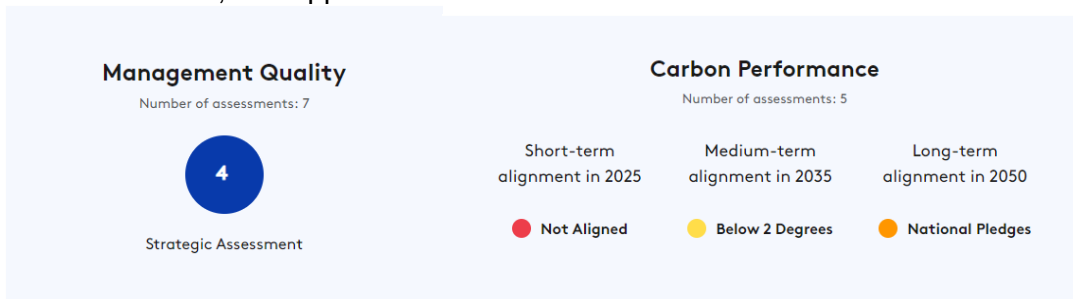 Management Quality
Number of assessments: 7
4
Strategic Assessment
Carbon Performance
Number of assessments: 5
Short-term
alignment in 2025
Not Aligned
Medium-term
alignment in 2035
Below 2 Degrees
Long-term
alignment in 2050
National Pledges